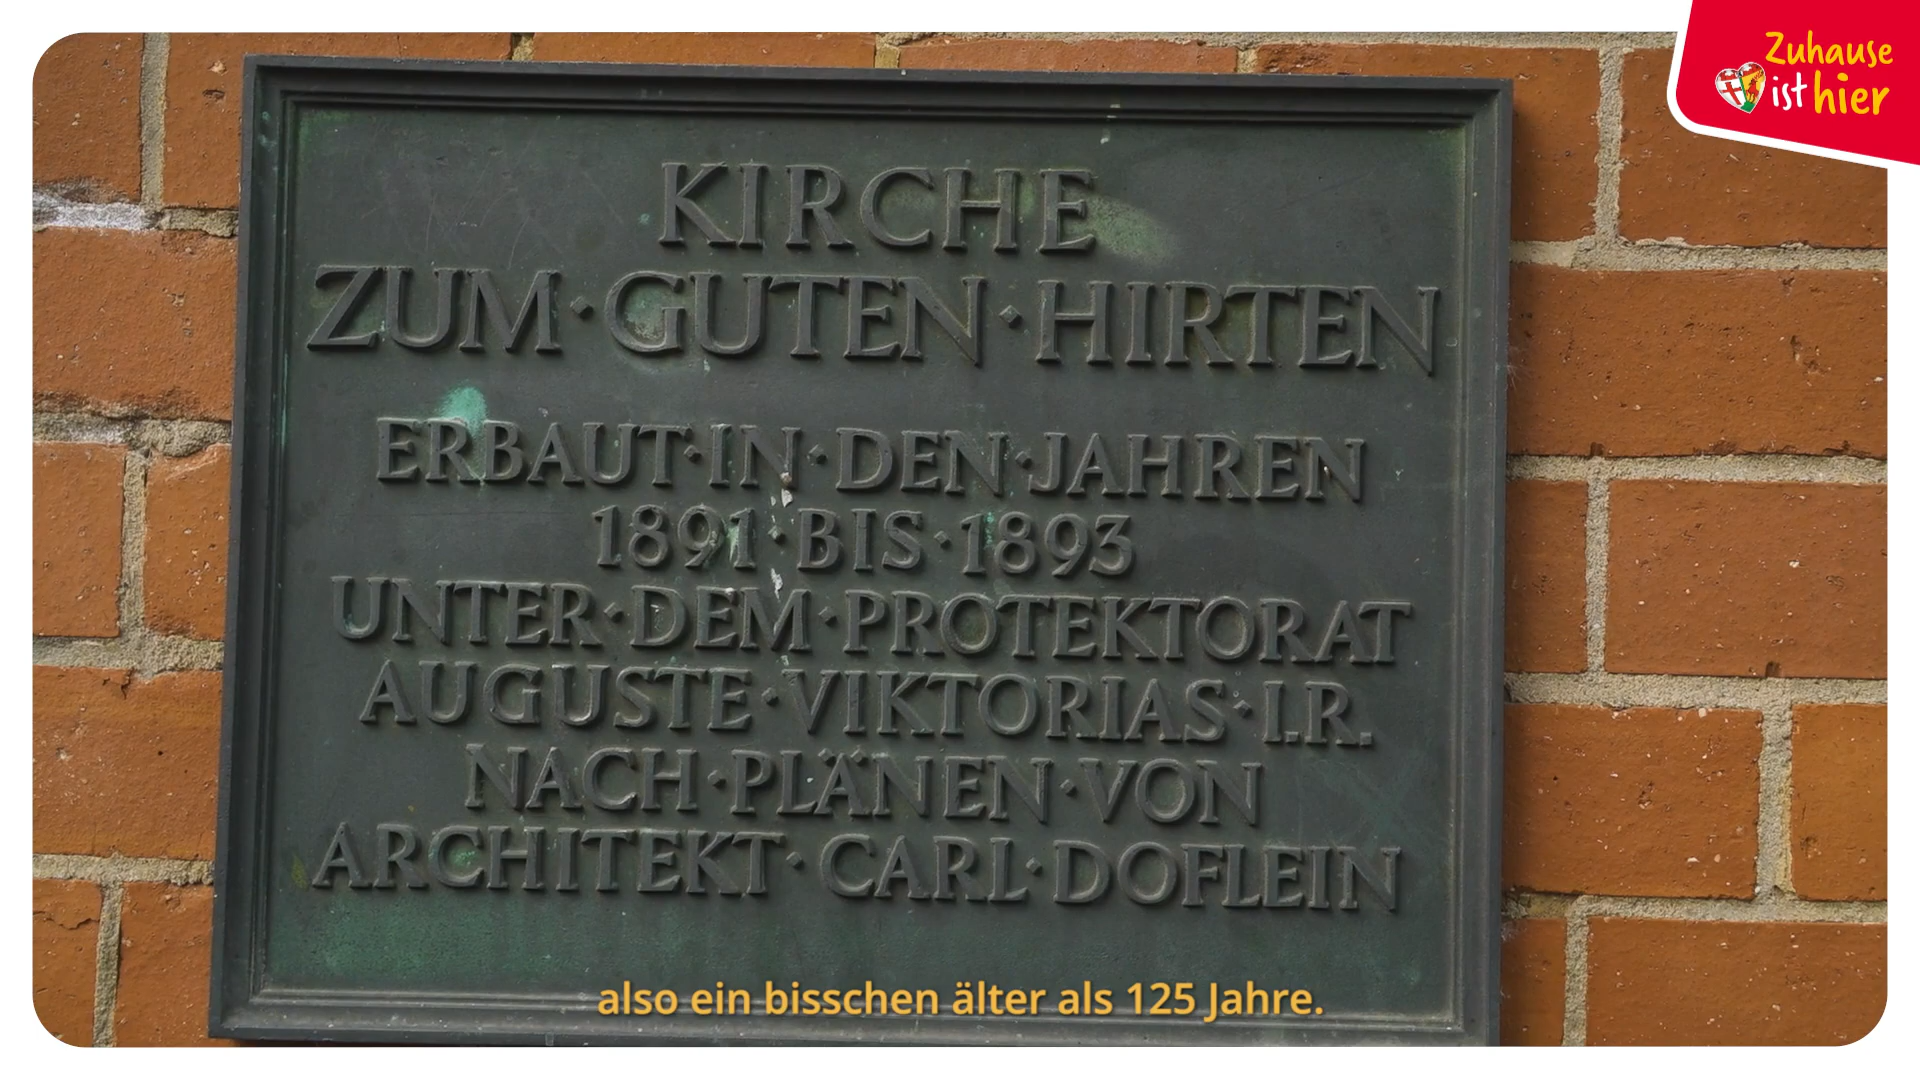 Zuhause
ist hier
KIRCHE
ZUM·GUTEN·HIRTEN
ERBAUT·IN·DEN·JAHREN
1891·BIS·1893
UNTER·DEM·PROTEKTORAT
AUGUSTE·VIKTORIAS·I.R.
NACH·PLÄNEN·VON
ARCHITEKT·CARL·DOFLEIN
also ein bisschen älter als 125 Jahre.